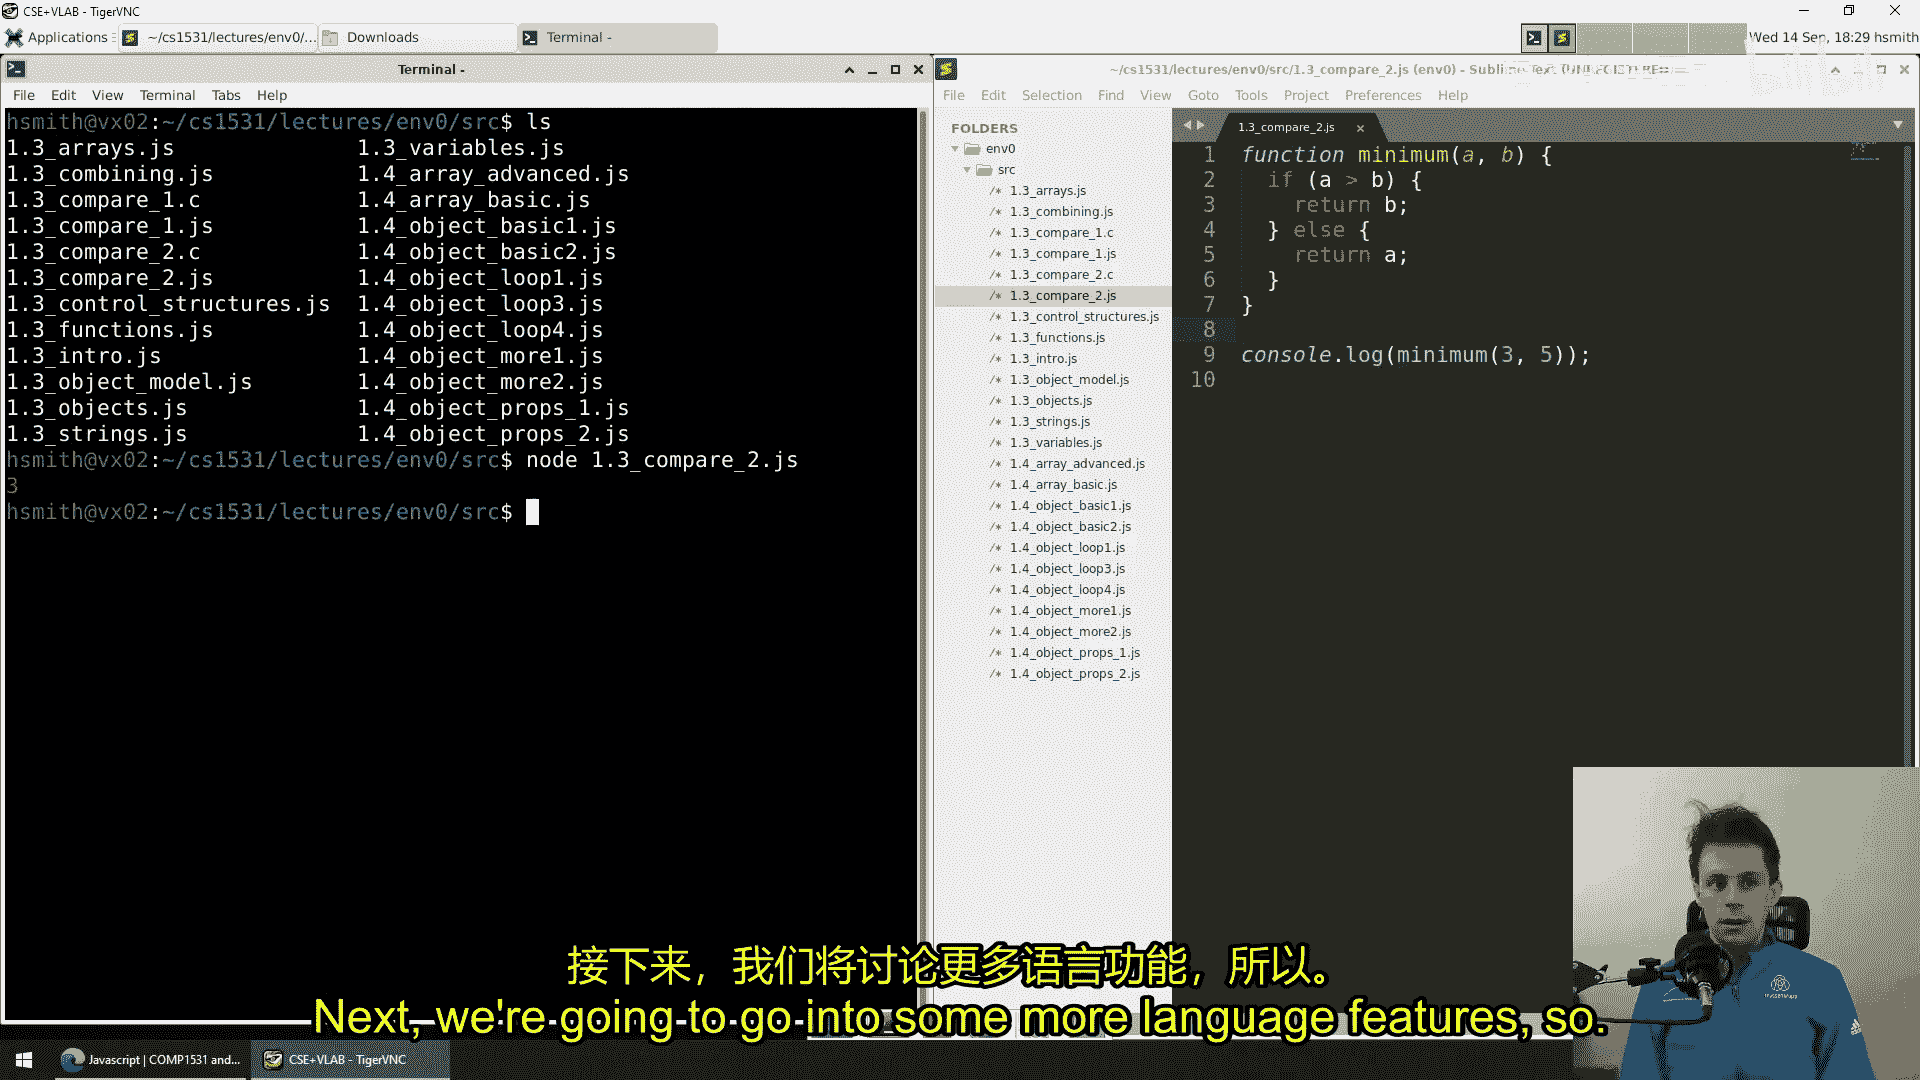 CSE+VLAB - TigerVNC
Applications
~/cs1531/lectures/env0/...
Downloads
Terminal -
Wed 14 Sep, 18:29 hsmith
Terminal -
File Edit View Terminal Tabs Help
hsmith@vx02:~/cs1531/lectures/env0/src$ ls
1.3_arrays.js 1.3_variables.js
1.3_combining.js 1.4_array_advanced.js
1.3_compare_1.c 1.4_array_basic.js
1.3_compare_1.js 1.4_object_basic1.js
1.3_compare_2.c 1.4_object_basic2.js
1.3_compare_2.js 1.4_object_loop1.js
1.3_control_structures.js 1.4_object_loop3.js
1.3_functions.js 1.4_object_loop4.js
1.3_intro.js 1.4_object_more1.js
1.3_object_model.js 1.4_object_more2.js
1.3_objects.js 1.4_object_props_1.js
1.3_strings.js 1.4_object_props_2.js
hsmith@vx02:~/cs1531/lectures/env0/src$ node 1.3_compare_2.js
3
hsmith@vx02:~/cs1531/lectures/env0/src$
~/cs1531/lectures/env0/src/1.3_compare_2.js (env0) - Sublime Text
File Edit Selection Find View Goto Tools Project Preferences Help
FOLDERS
env0
src
/* 1.3_arrays.js
/* 1.3_combining.js
/* 1.3_compare_1.c
/* 1.3_compare_1.js
/* 1.3_compare_2.c
/* 1.3_compare_2.js
/* 1.3_control_structures.js
/* 1.3_functions.js
/* 1.3_intro.js
/* 1.3_object_model.js
/* 1.3_objects.js
/* 1.3_strings.js
/* 1.3_variables.js
/* 1.4_array_advanced.js
/* 1.4_array_basic.js
/* 1.4_object_basic1.js
/* 1.4_object_basic2.js
/* 1.4_object_loop1.js
/* 1.4_object_loop3.js
/* 1.4_object_loop4.js
/* 1.4_object_more1.js
/* 1.4_object_more2.js
/* 1.4_object_props_1.js
/* 1.4_object_props_2.js
1.3_compare_2.js
1 function minimum(a, b) {
2 if (a > b) {
3 return b;
4 } else {
5 return a;
6 }
7 }
8
9 console.log(minimum(3, 5));
10
接下来，我们将讨论更多语言功能，所以。
Next, we're going to go into some more language features, so.
Javascript | COMP1531 and...
CSE+VLAB - TigerVNC